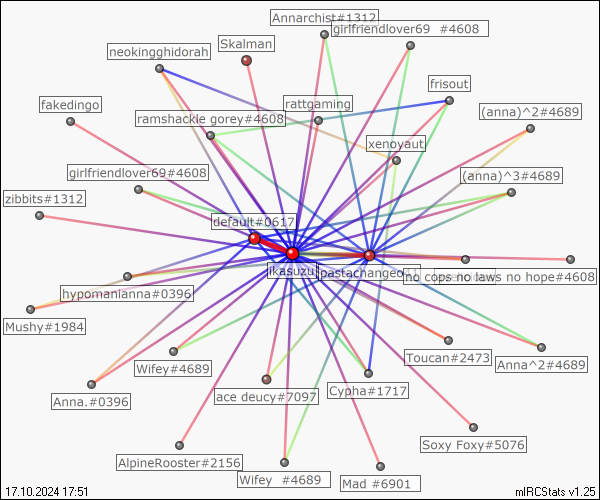 Annarchist#1312
girlfriendlover69 #4608
Skalman
neokingghidorah
frisout
fakedingo
rattgaming
(anna)^2#4689
ramshackle gorey#4608
xenoyaut
girlfriendlover69#4608
(anna)^3#4689
zibbits#1312
default#0617
ikasuzu
pastachangeo
no cops no laws no hope#4608
hypomanianna#0396
Mushy#1984
Toucan#2473
Wifey#4689
Anna^2#4689
Anna.#0396
ace deucy#7097
Cypha#1717
Soxy Foxy#5076
AlpineRooster#2156
Wifey #4689
Mad #6901
17.10.2024 17:51
mIRCStats v1.25